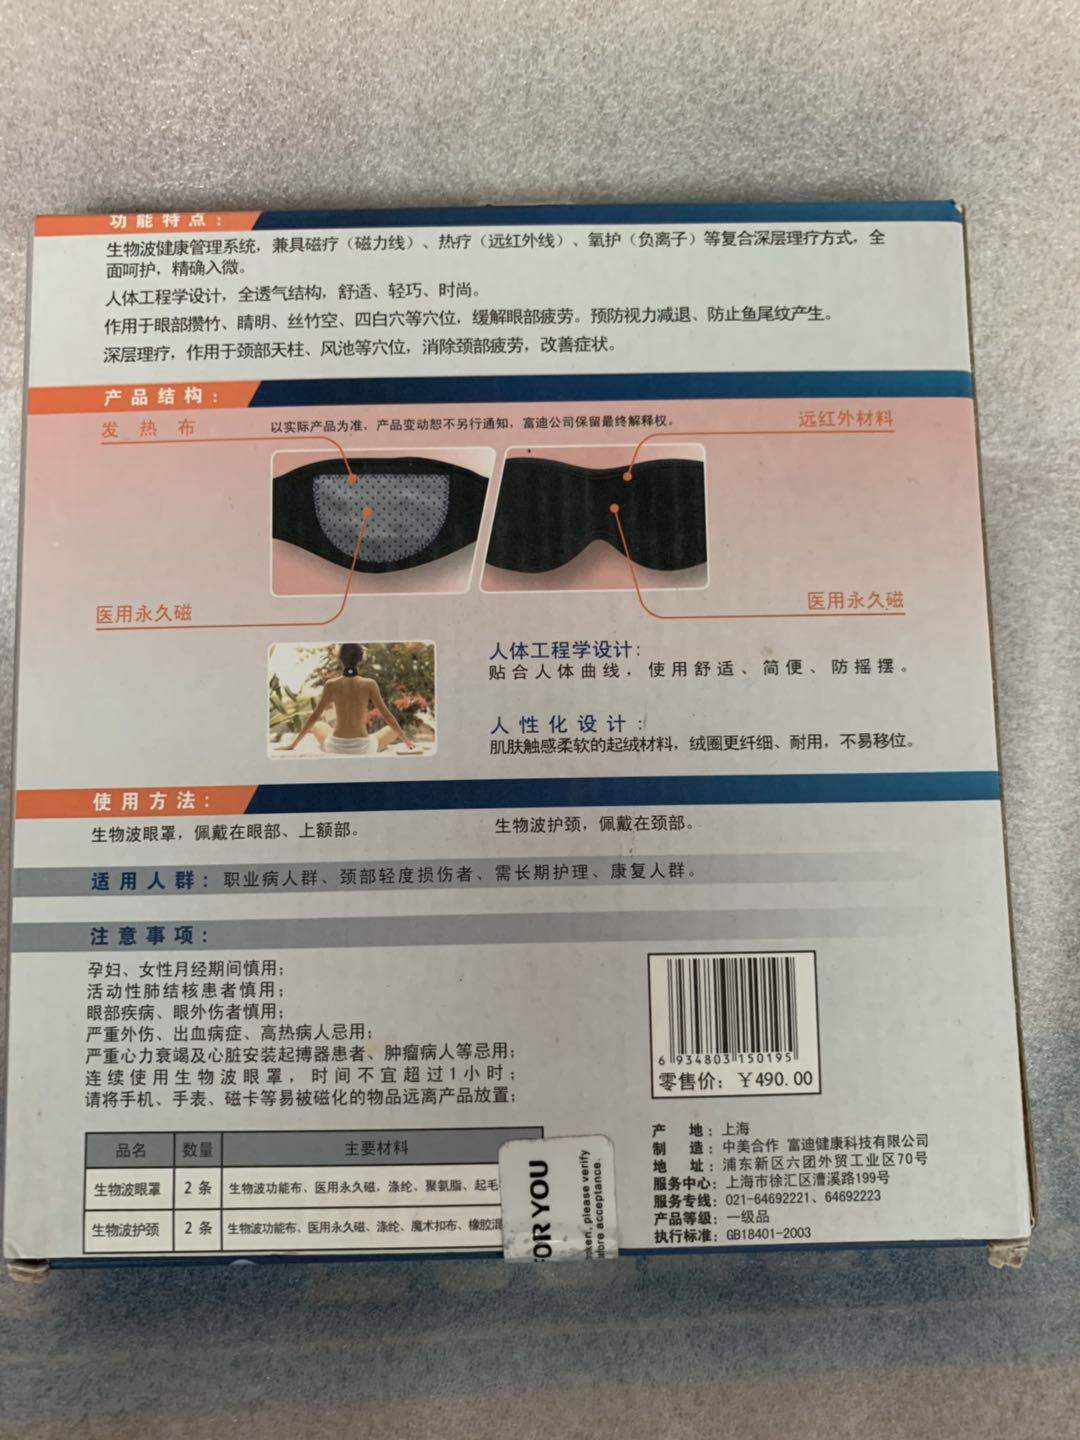 功能特点：
生物波健康管理系统，兼具磁疗（磁力线）、热疗（远红外线）、氧护（负离子）等复合深层理疗方式，全
面呵护，精确入微。
人体工程学设计，全透气结构，舒适、轻巧、时尚。
作用于眼部攒竹、睛明、丝竹空、四白穴等穴位，缓解眼部疲劳。预防视力减退、防止鱼尾纹产生。
深层理疗，作用于颈部天柱、风池等穴位，消除颈部疲劳，改善症状。
产品结构：
发热布
以实际产品为准，产品变动恕不另行通知，富迪公司保留最终解释权。
远红外材料
医用永久磁
医用永久磁
人体工程学设计：
贴合人体曲线，使用舒适、简便、防摇摆。
人性化设计：
肌肤触感柔软的起绒材料，绒圈更纤细、耐用，不易移位。
使用方法：
生物波眼罩，佩戴在眼部、上额部。
生物波护颈，佩戴在颈部。
适用人群：职业病人群、颈部轻度损伤者、需长期护理、康复人群。
注意事项：
孕妇、女性月经期间慎用；
活动性肺结核患者慎用；
眼部疾病、眼外伤者慎用；
严重外伤、出血病症、高热病人忌用；
严重心力衰竭及心脏安装起搏器患者、肿瘤病人等忌用；
连续使用生物波眼罩，时间不宜超过1小时；
请将手机、手表、磁卡等易被磁化的物品远离产品放置；
6 934803 150195
零售价：￥490.00
品名 数量 主要材料
生物波眼罩 2条 生物波功能布、医用永久磁，涤纶、聚氨脂、起毛
生物波护颈 2条 生物波功能布、医用永久磁、涤纶、魔术扣布、橡胶混
FOR YOU
ken, please verify
fore acceptance.
产地：上海
制造：中美合作 富迪健康科技有限公司
地址：浦东新区六团外贸工业区70号
服务中心：上海市徐汇区漕溪路199号
服务专线：021-64692221、64692223
产品等级：一级品
执行标准：GB18401-2003